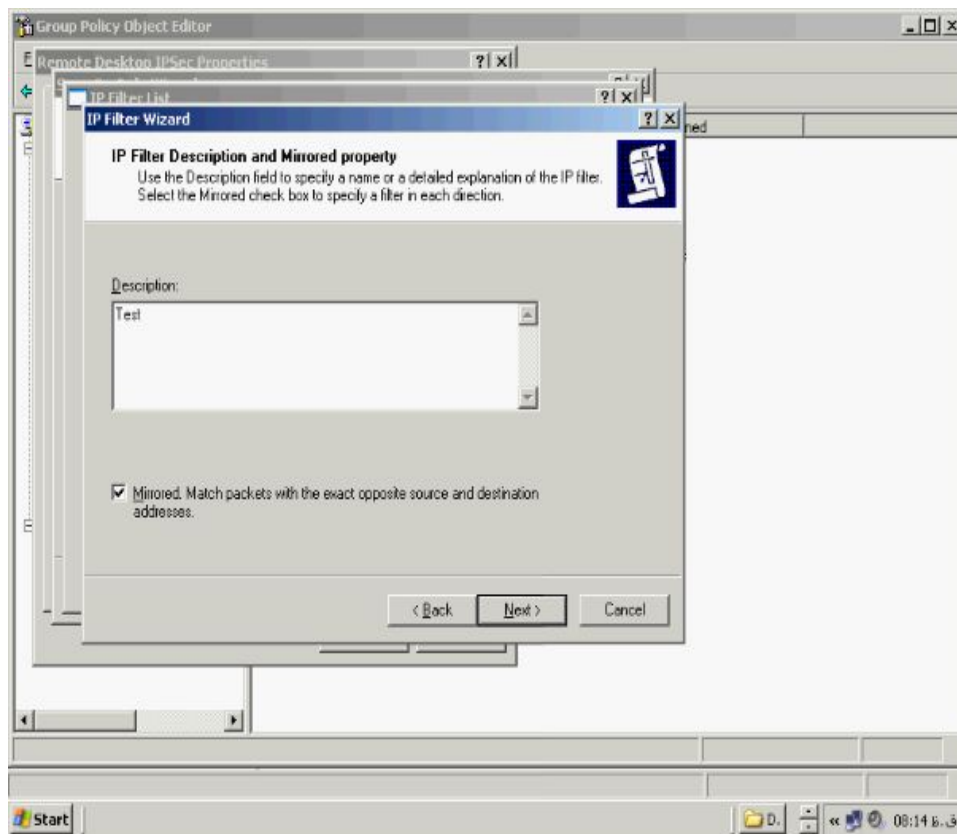 Group Policy Object Editor
Remote Desktop IPSec Properties
IP Filter List
IP Filter Wizard
IP Filter Description and Mirrored property
Use the Description field to specify a name or a detailed explanation of the IP filter.
Select the Mirrored check box to specify a filter in each direction.
Description:
Test
Mirrored. Match packets with the exact opposite source and destination
addresses.
< Back
Next >
Cancel
Start
D.
08:14 ق.ظ